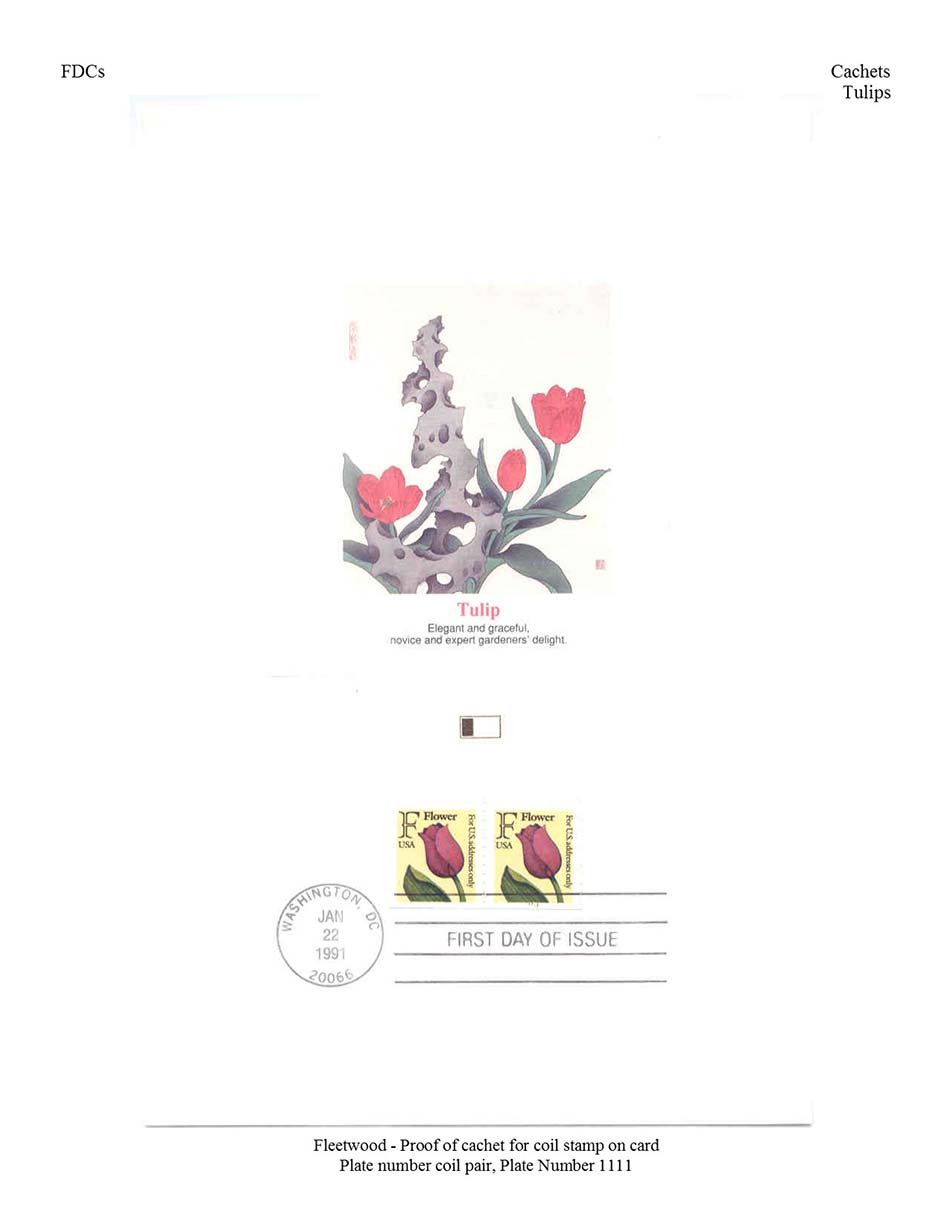 FDCs
Cachets
Tulips
Tulip
Elegant and graceful,
novice and expert gardeners' delight.
F Flower
USA
For U.S. addresses only
F Flower
USA
For U.S. addresses only
WASHINGTON, DC
JAN
22
1991
20066
FIRST DAY OF ISSUE
Fleetwood - Proof of cachet for coil stamp on card
Plate number coil pair, Plate Number 1111